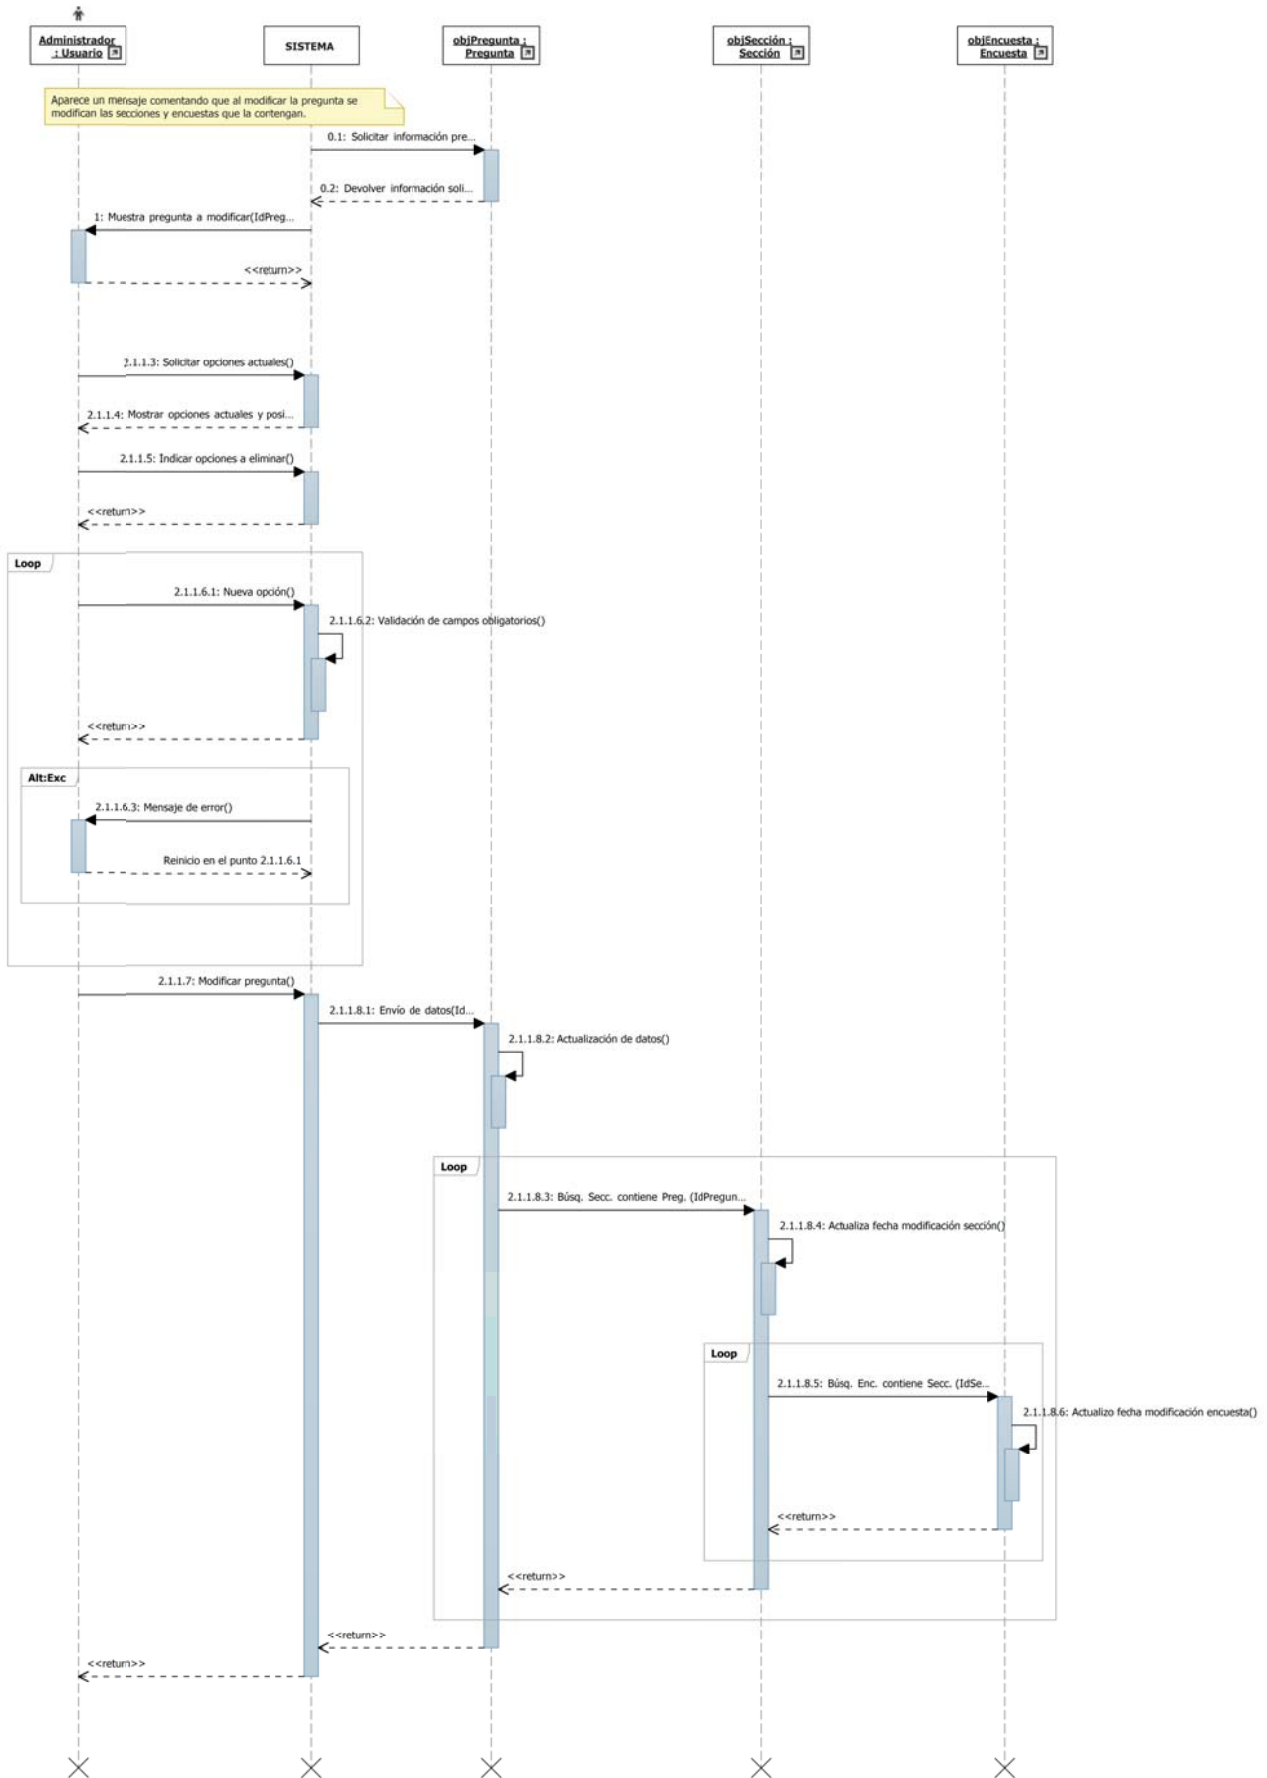 Administrador
: Usuario
SISTEMA
objPregunta :
Pregunta
objSección :
Sección
objEncuesta :
Encuesta
Aparece un mensaje comentando que al modificar la pregunta se
modifican las secciones y encuestas que la contengan.
0.1: Solicitar información pre...
0.2: Devolver información soli...
1: Muestra pregunta a modificar(IdPreg...
<<return>>
2.1.1.3: Solicitar opciones actuales()
2.1.1.4: Mostrar opciones actuales y posi...
2.1.1.5: Indicar opciones a eliminar()
<<return>>
Loop
2.1.1.6.1: Nueva opción()
2.1.1.6.2: Validación de campos obligatorios()
<<return>>
Alt:Exc
2.1.1.6.3: Mensaje de error()
Reinicio en el punto 2.1.1.6.1
2.1.1.7: Modificar pregunta()
2.1.1.8.1: Envío de datos(Id...
2.1.1.8.2: Actualización de datos()
Loop
2.1.1.8.3: Búsq. Secc. contiene Preg. (IdPregun...
2.1.1.8.4: Actualiza fecha modificación sección()
Loop
2.1.1.8.5: Búsq. Enc. contiene Secc. (IdSe...
2.1.1.8.6: Actualizo fecha modificación encuesta()
<<return>>
<<return>>
<<return>>
<<return>>